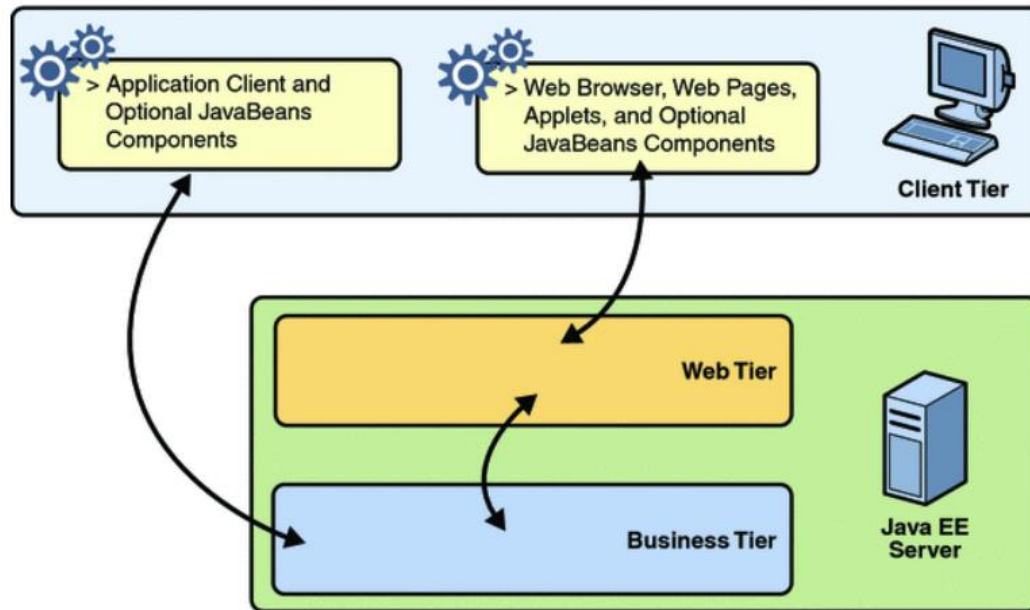 > Application Client and
Optional JavaBeans
Components
> Web Browser, Web Pages,
Applets, and Optional
JavaBeans Components
Client Tier
Web Tier
Business Tier
Java EE
Server